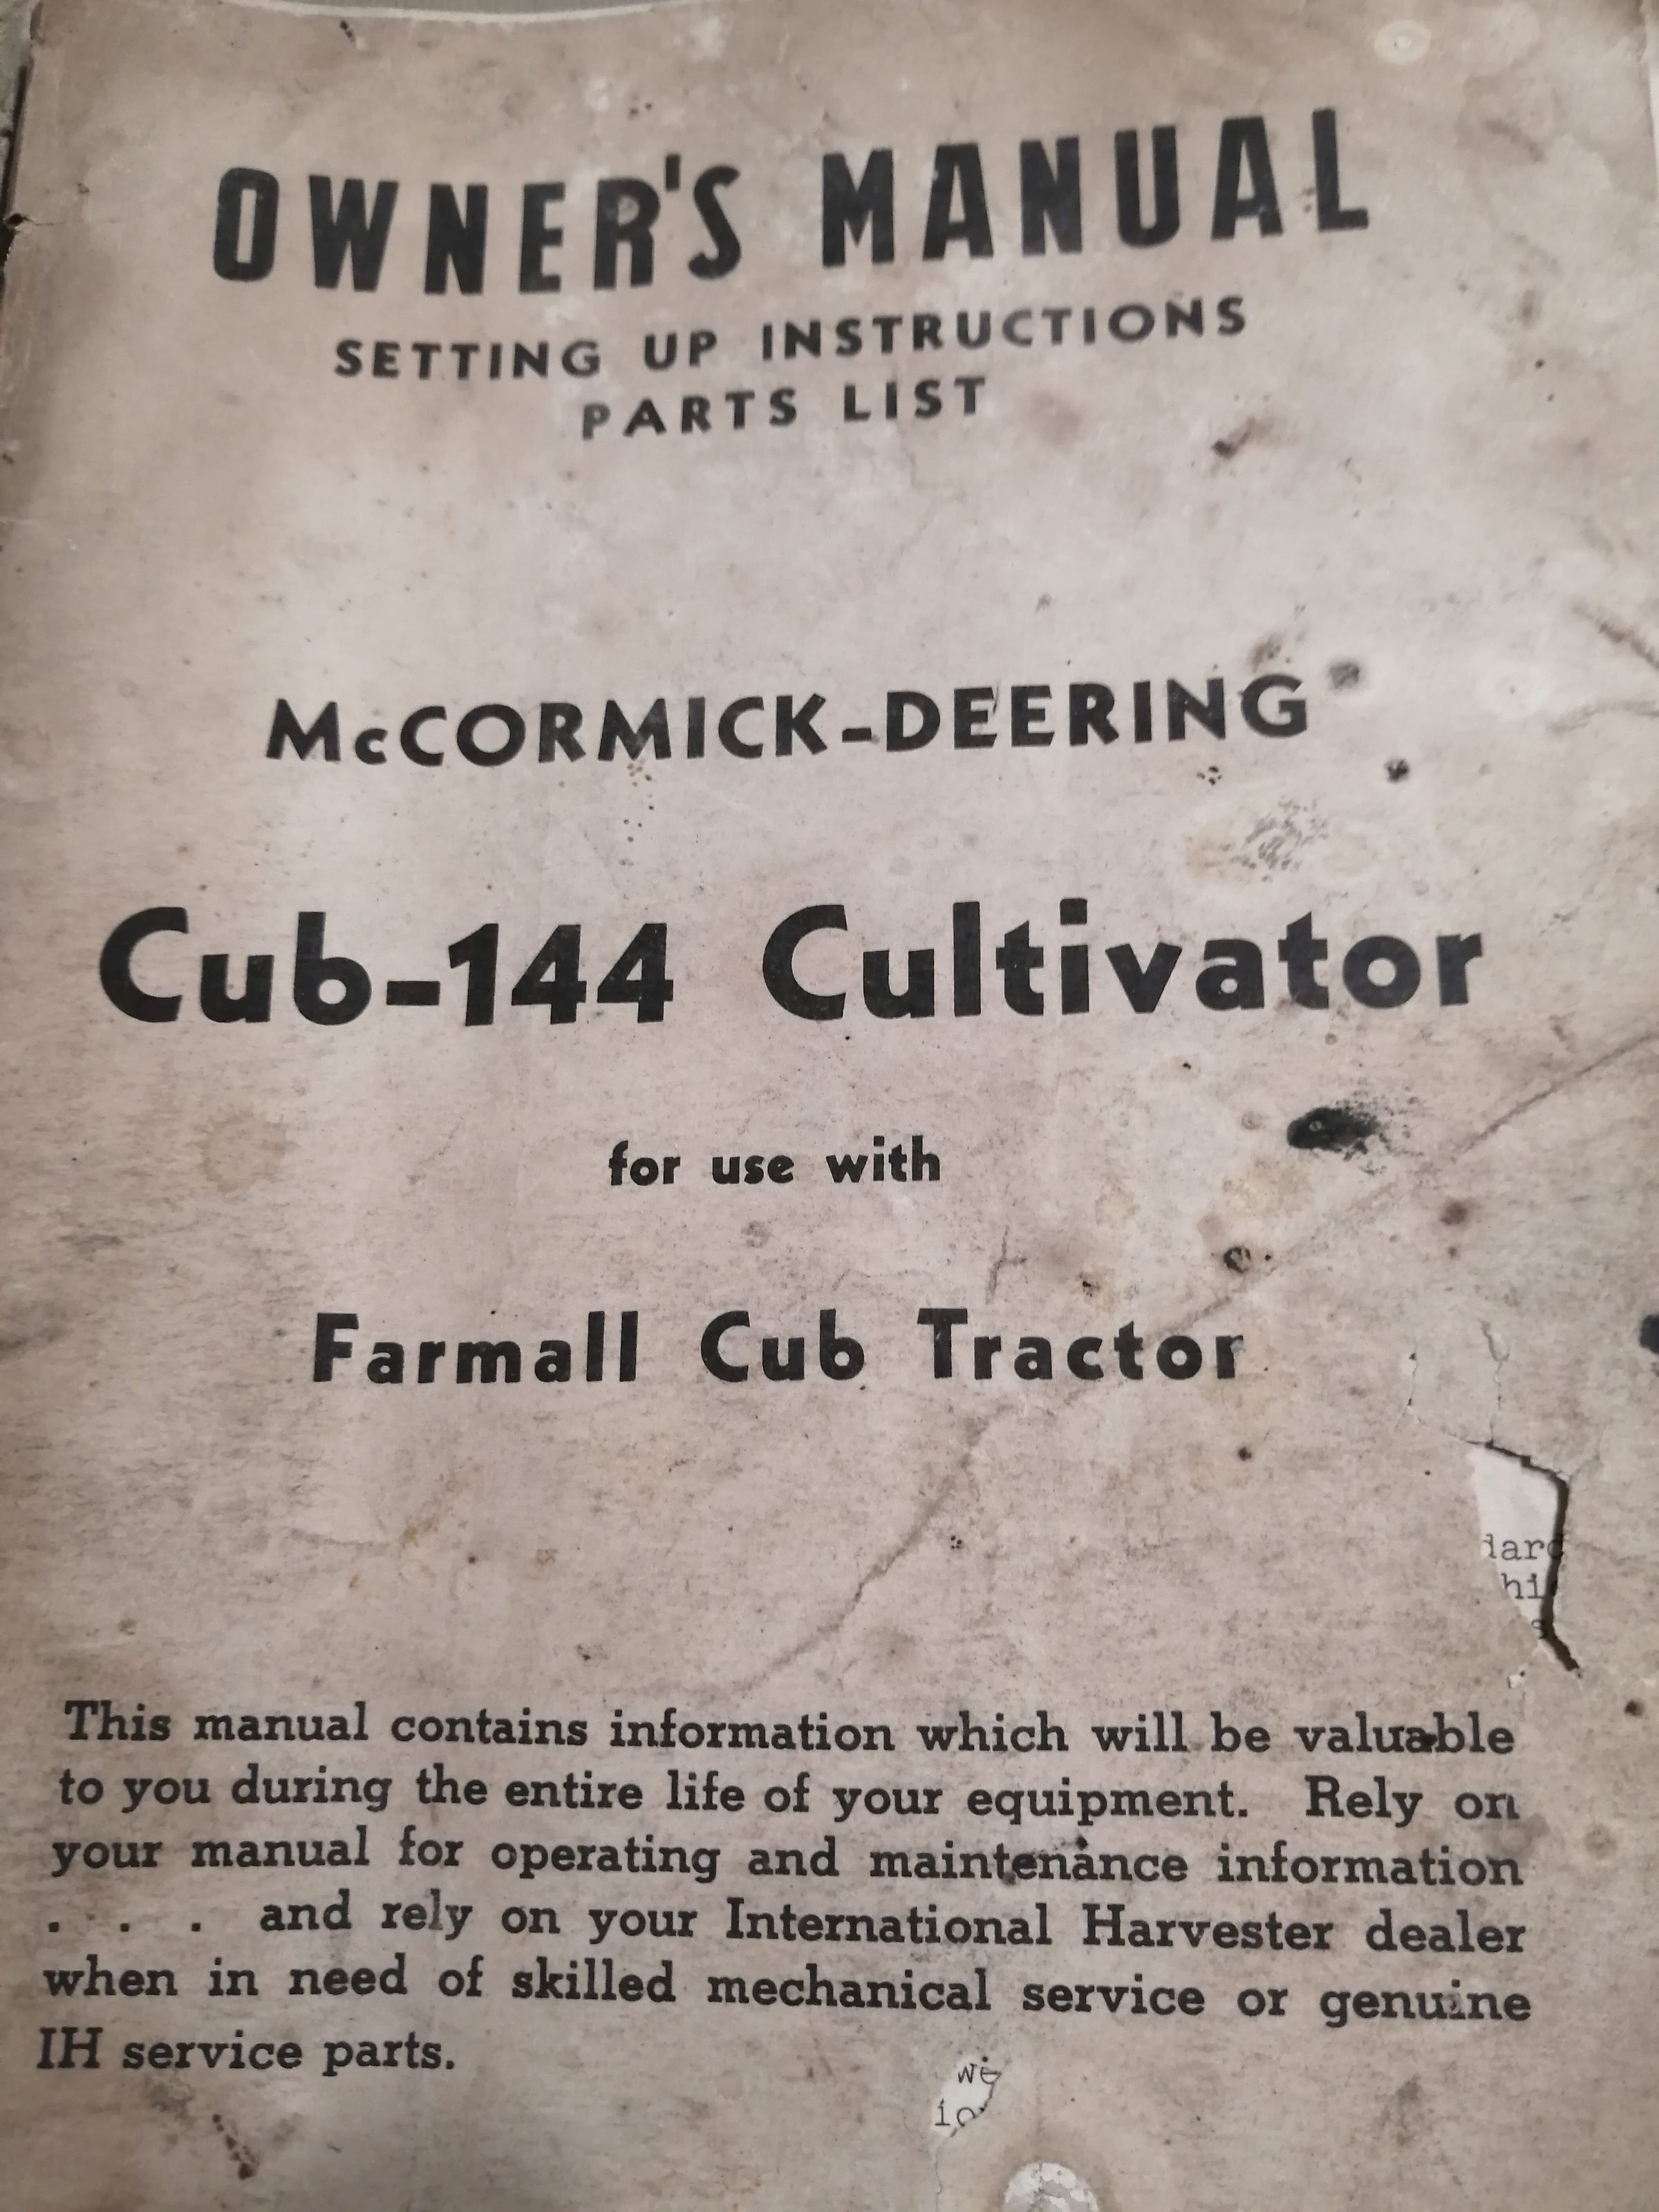 OWNER'S MANUAL
SETTING UP INSTRUCTIONS
PARTS LIST
McCORMICK-DEERING
Cub-144 Cultivator
for use with
Farmall Cub Tractor
This manual contains information which will be valuable
to you during the entire life of your equipment. Rely on
your manual for operating and maintenance information
. . . and rely on your International Harvester dealer
when in need of skilled mechanical service or genuine
IH service parts.